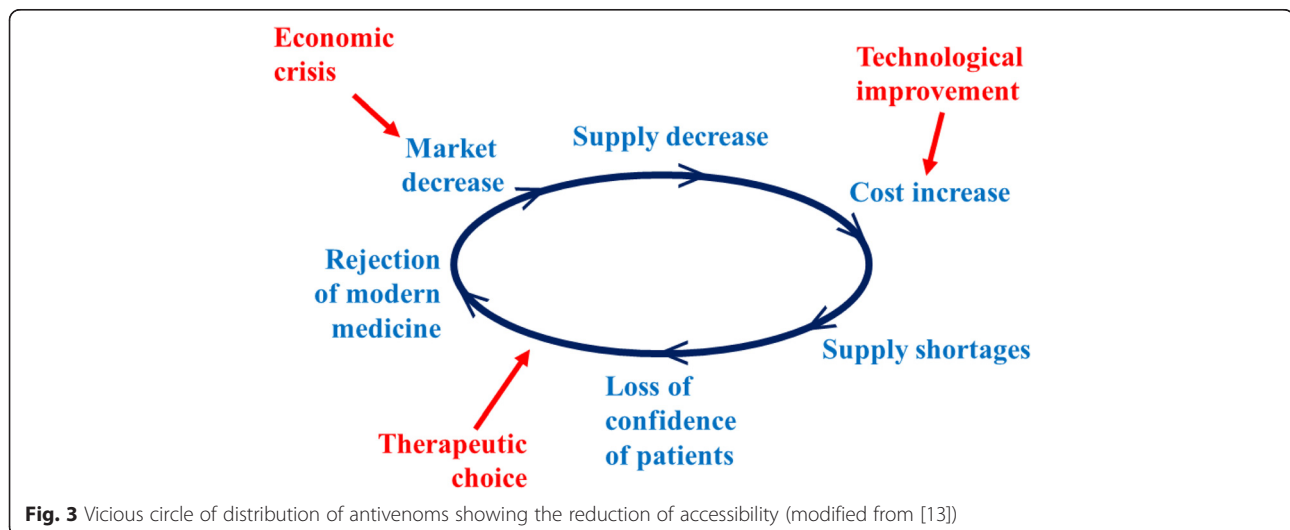 Economic
crisis
Technological
improvement
Market
decrease
Supply decrease
Cost increase
Rejection
of modern
medicine
Supply shortages
Loss of
confidence
of patients
Therapeutic
choice
Fig. 3 Vicious circle of distribution of antivenoms showing the reduction of accessibility (modified from [13])